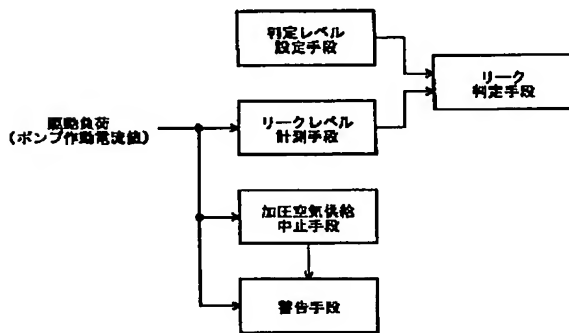 判定レベル
設定手段
リーク
判定手段
駆動負荷
(ポンプ作動電流値)
リークレベル
計測手段
加圧空気供給
中止手段
警告手段